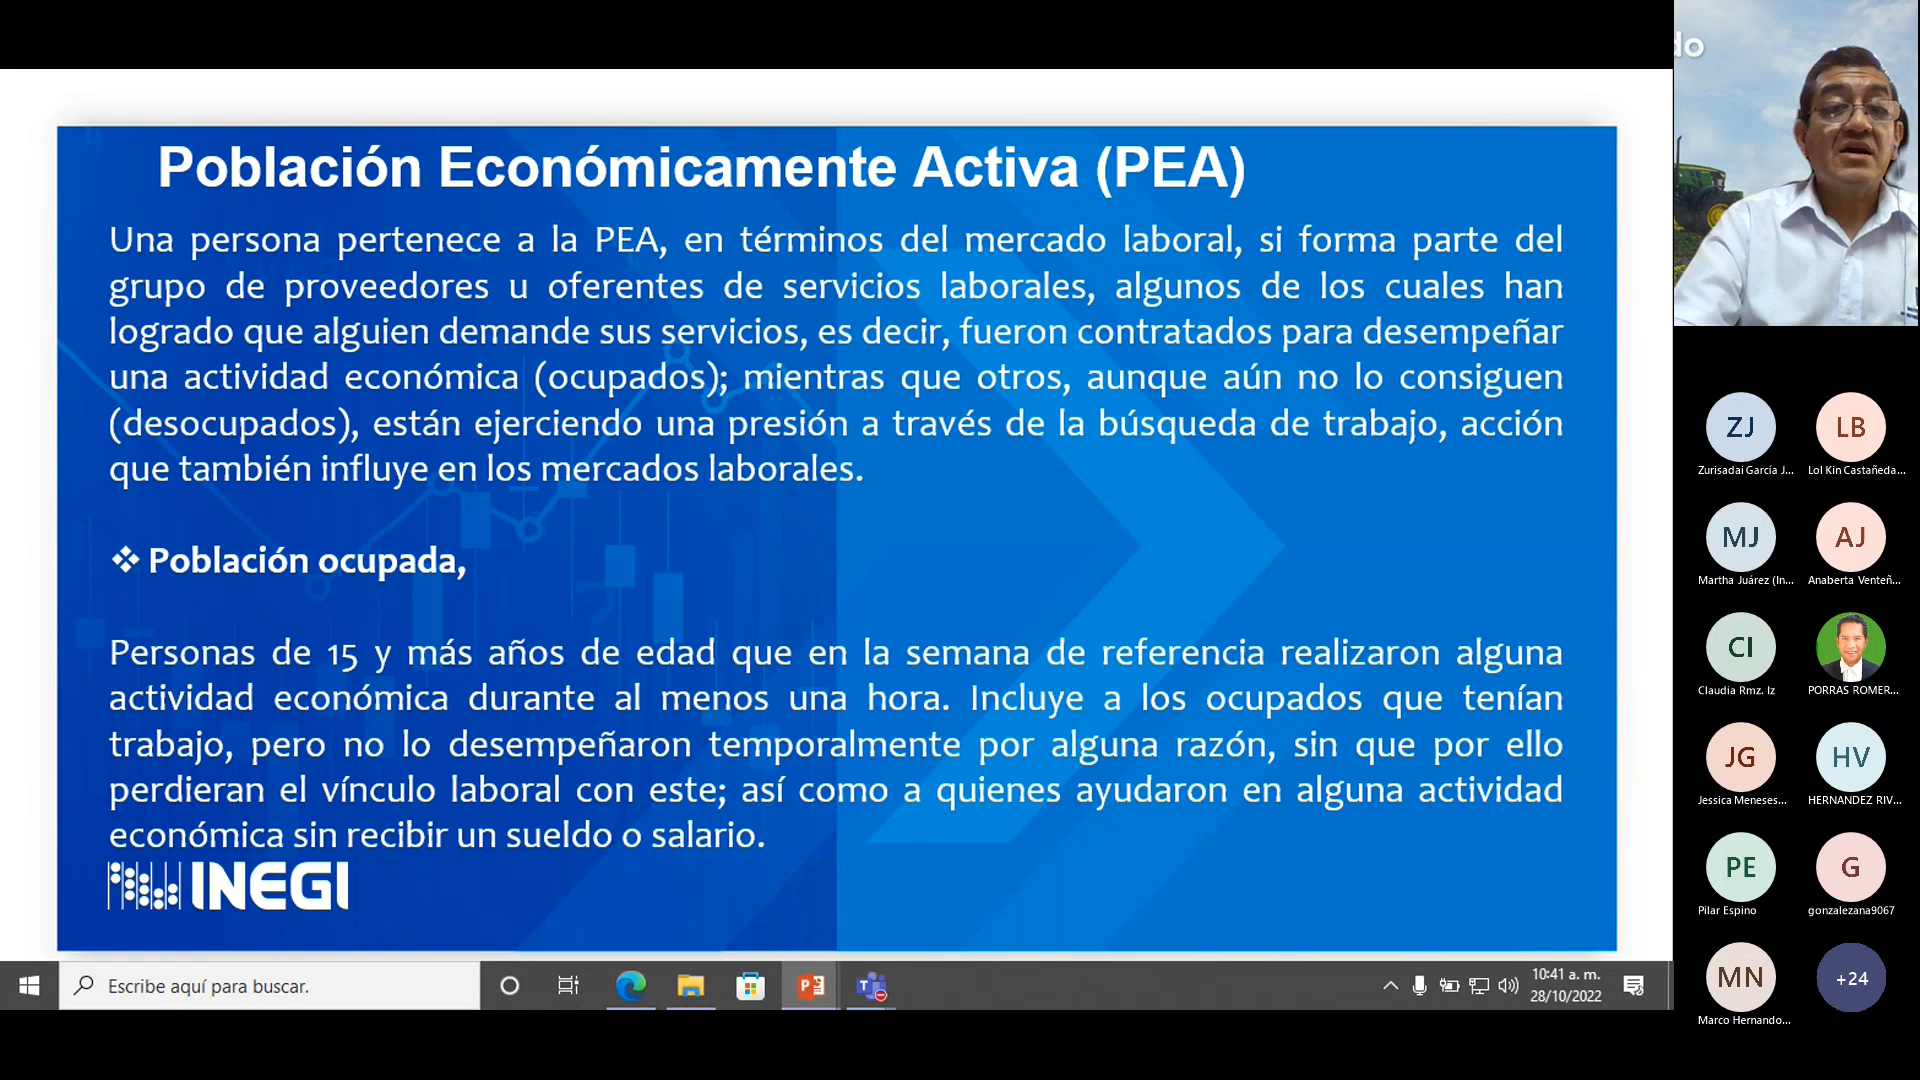 Población Económicamente Activa (PEA)
Una persona pertenece a la PEA, en términos del mercado laboral, si forma parte del
grupo de proveedores u oferentes de servicios laborales, algunos de los cuales han
logrado que alguien demande sus servicios, es decir, fueron contratados para desempeñar
una actividad económica (ocupados); mientras que otros, aunque aún no lo consiguen
(desocupados), están ejerciendo una presión a través de la búsqueda de trabajo, acción
que también influye en los mercados laborales.
❖ Población ocupada,
Personas de 15 y más años de edad que en la semana de referencia realizaron alguna
actividad económica durante al menos una hora. Incluye a los ocupados que tenían
trabajo, pero no lo desempeñaron temporalmente por alguna razón, sin que por ello
perdieran el vínculo laboral con este; así como a quienes ayudaron en alguna actividad
económica sin recibir un sueldo o salario.
INEGI
Escribe aquí para buscar.
10:41 a. m.
28/10/2022
do
ZJ
LB
Zurisadai García J...
Lol Kin Castañeda...
MJ
AJ
Martha Juárez (In...
Anaberta Venteñ...
CI
Claudia Rmz. Iz
PORRAS ROMER...
JG
HV
Jessica Meneses...
HERNANDEZ RIV...
PE
G
Pilar Espino
gonzalezana9067
MN
+24
Marco Hernando...